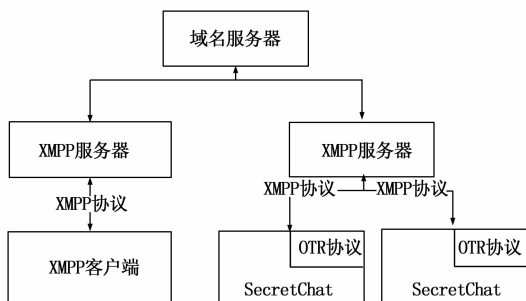 域名服务器
XMPP服务器
XMPP服务器
XMPP协议
XMPP协议
XMPP协议
XMPP客户端
OTR协议
SecretChat
OTR协议
SecretChat